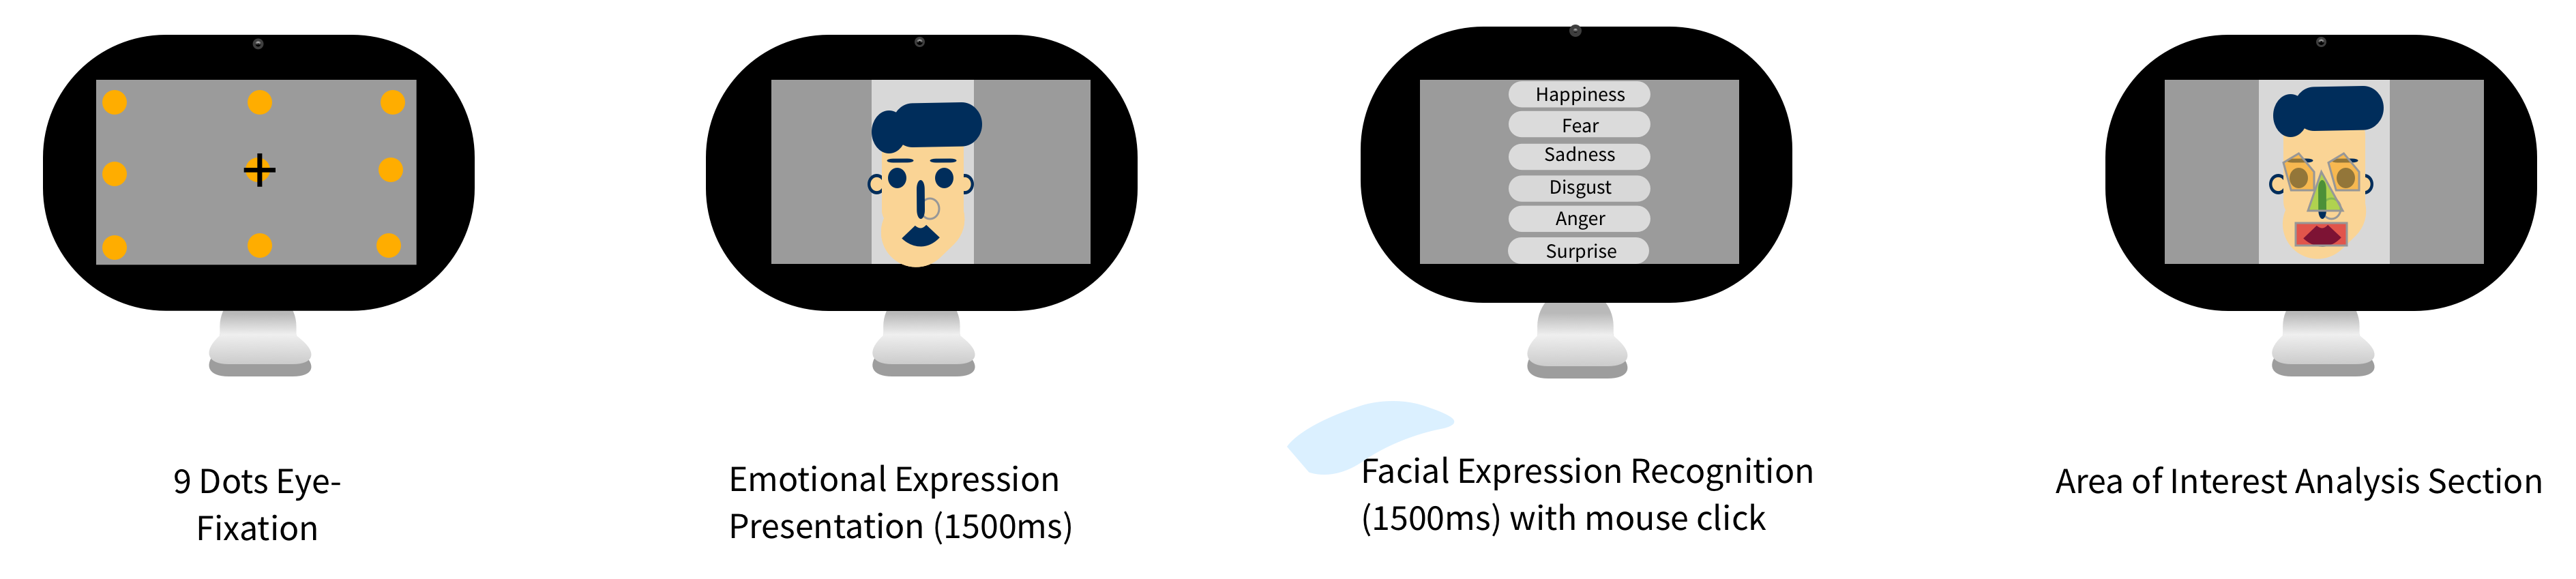 Happiness
Fear
Sadness
Disgust
Anger
Surprise
9 Dots Eye-
Fixation
Emotional Expression
Presentation (1500ms)
Facial Expression Recognition
(1500ms) with mouse click
Area of Interest Analysis Section